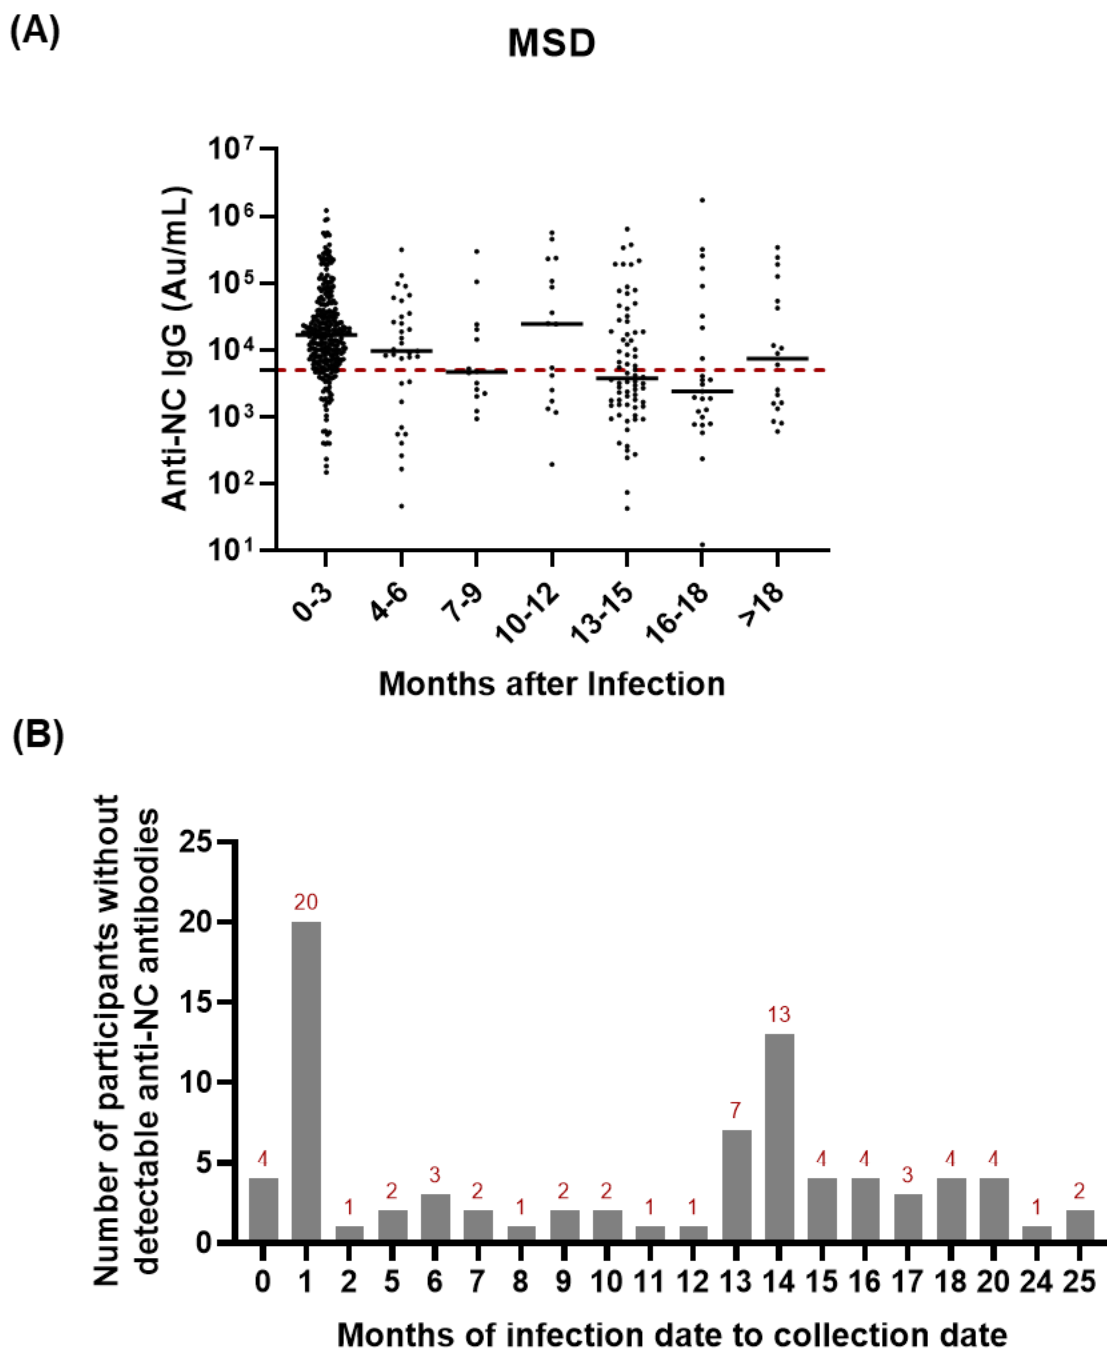 (A)
MSD
Anti-NC IgG (Au/mL)
10⁷
10⁶
10⁵
10⁴
10³
10²
10¹
0-3 4-6 7-9 10-12 13-15 16-18 >18
Months after Infection
(B)
Number of participants without
detectable anti-NC antibodies
25
20
15
10
5
0
4 20 1 2 3 2 1 2 2 1 1 7 13 4 4 3 4 4 1 2
0 1 2 5 6 7 8 9 10 11 12 13 14 15 16 17 18 20 24 25
Months of infection date to collection date